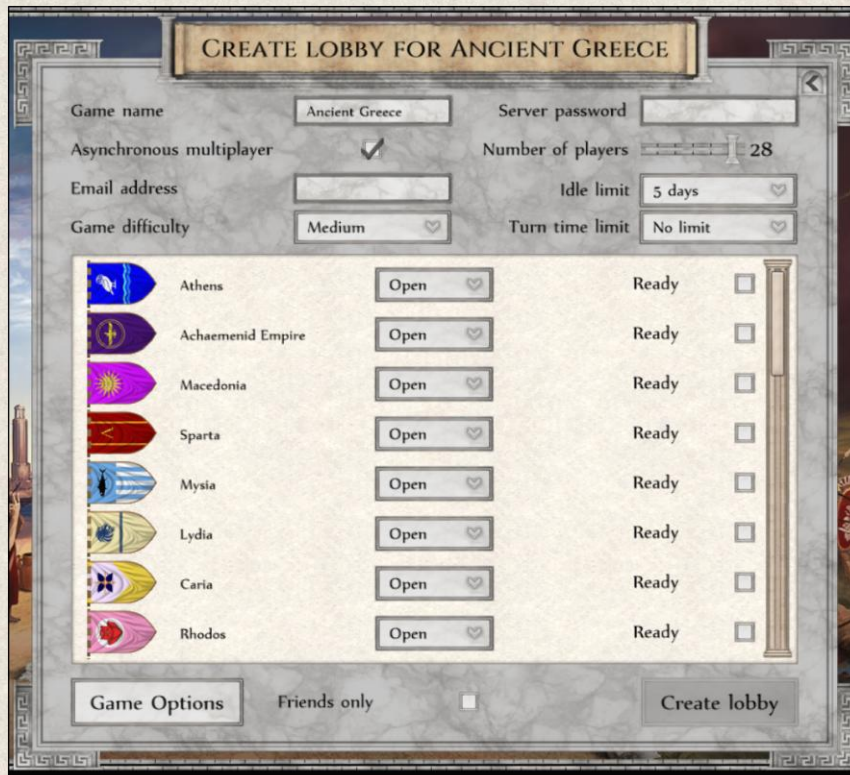 CREATE LOBBY FOR ANCIENT GREECE
Game name Ancient Greece Server password
Asynchronous multiplayer Number of players 28
Email address Idle limit 5 days
Game difficulty Medium Turn time limit No limit
Athens Open Ready
Achaemenid Empire Open Ready
Macedonia Open Ready
Sparta Open Ready
Mysia Open Ready
Lydia Open Ready
Caria Open Ready
Rhodos Open Ready
Game Options Friends only Create lobby